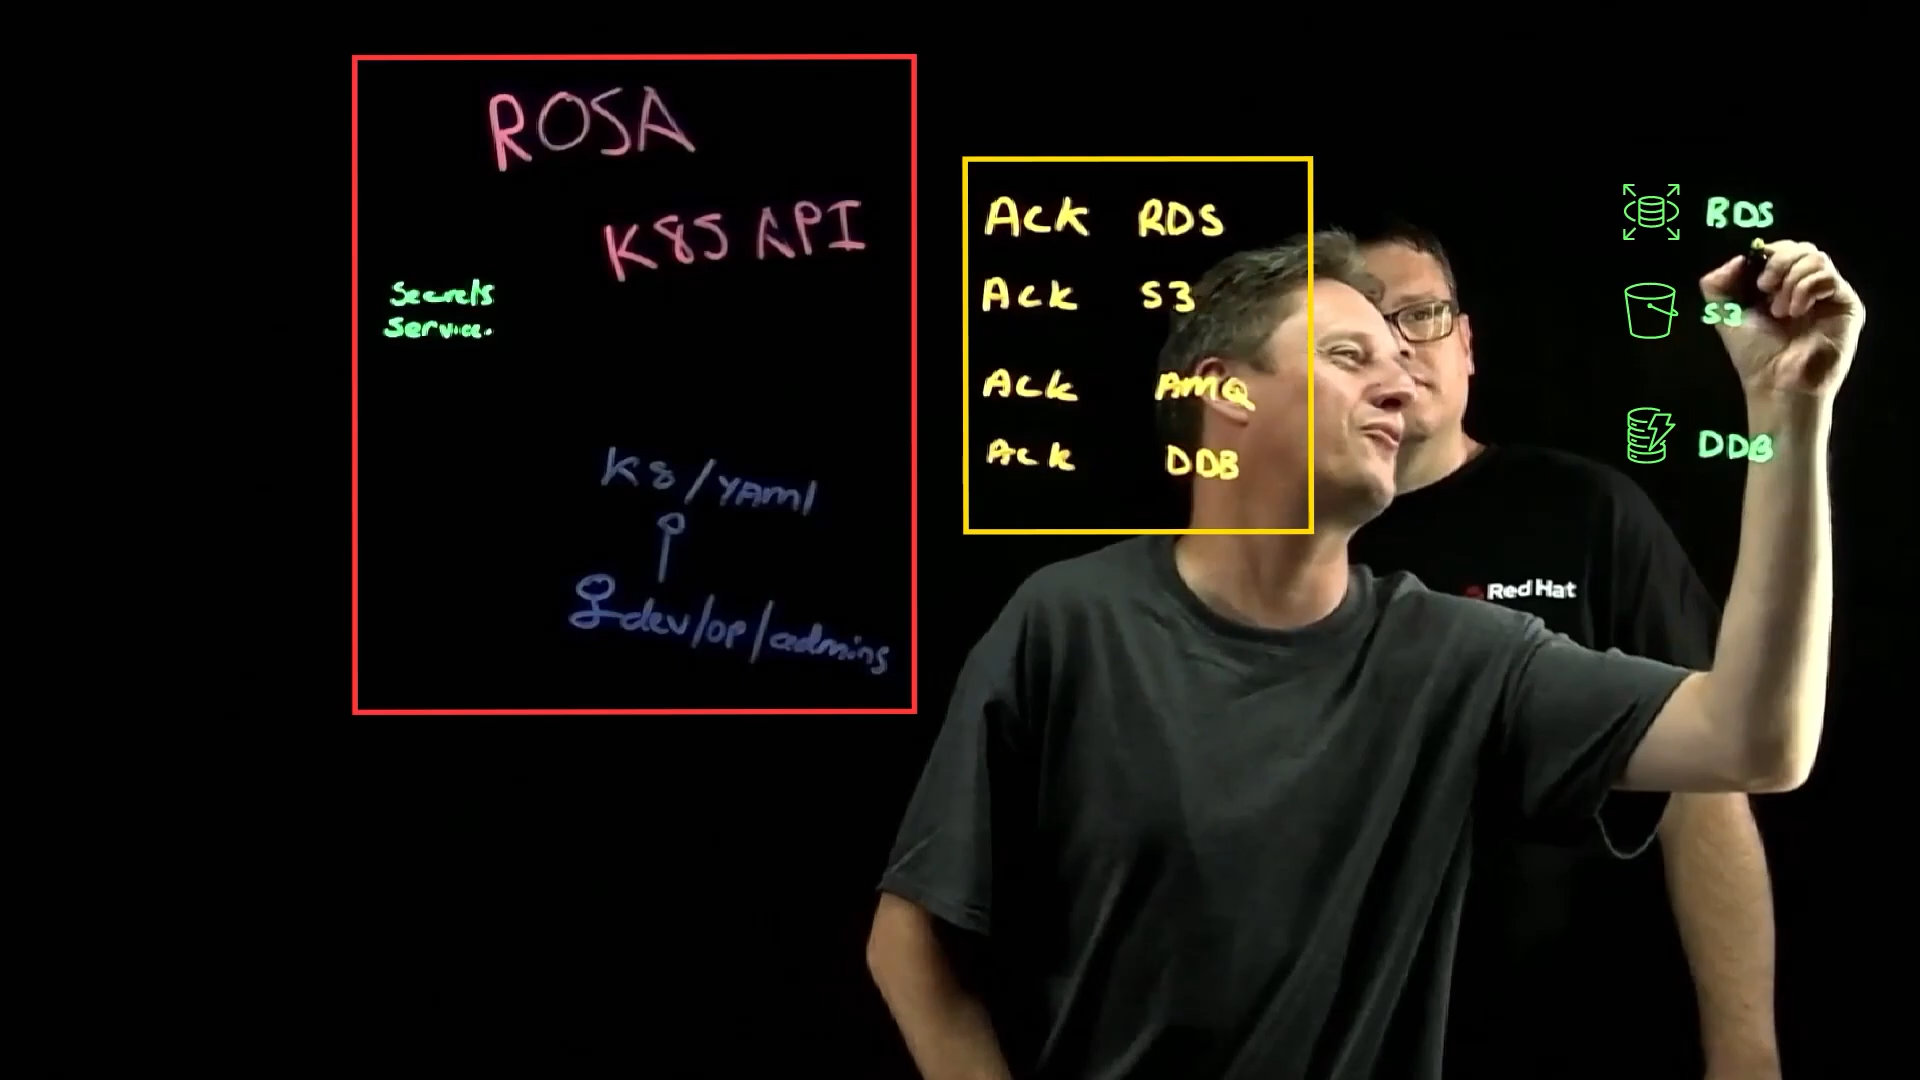 ROSA
K8S API
Secrets
Service.
K8/YAML
dev/op/admins
Ack RDS
Ack S3
Ack AMQ
Ack DDB
RDS
S3
DDB
Red Hat